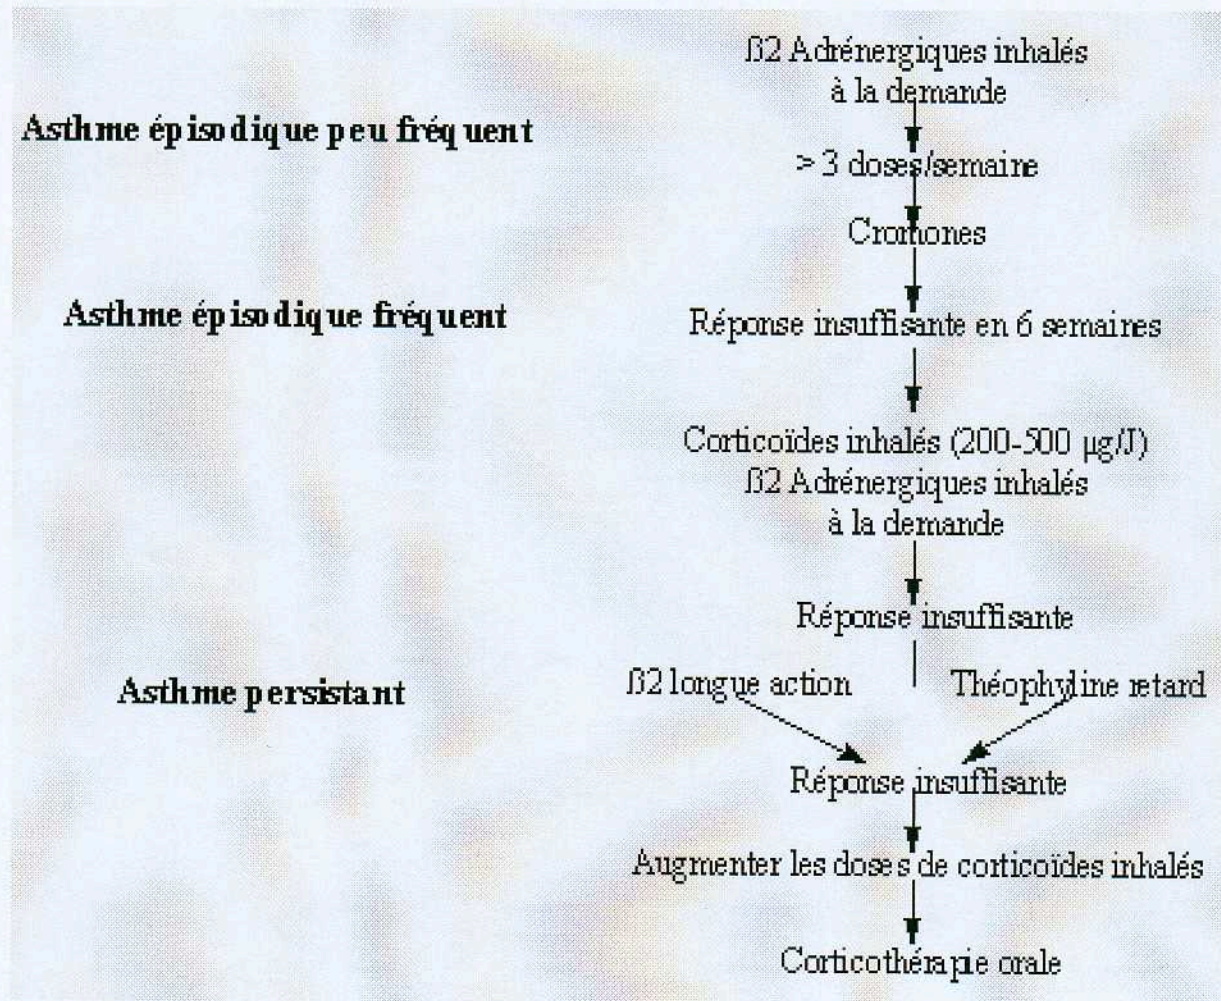 ß2 Adrénergiques inhalés
à la demande
Asthme épisodique peu fréquent
> 3 doses/semaine
Cromones
Asthme épisodique fréquent
Réponse insuffisante en 6 semaines
Corticoïdes inhalés (200-500 µg/J)
ß2 Adrénergiques inhalés
à la demande
Réponse insuffisante
Asthme persistant
ß2 longue action
Théophyline retard
Réponse insuffisante
Augmenter les doses de corticoïdes inhalés
Corticothérapie orale